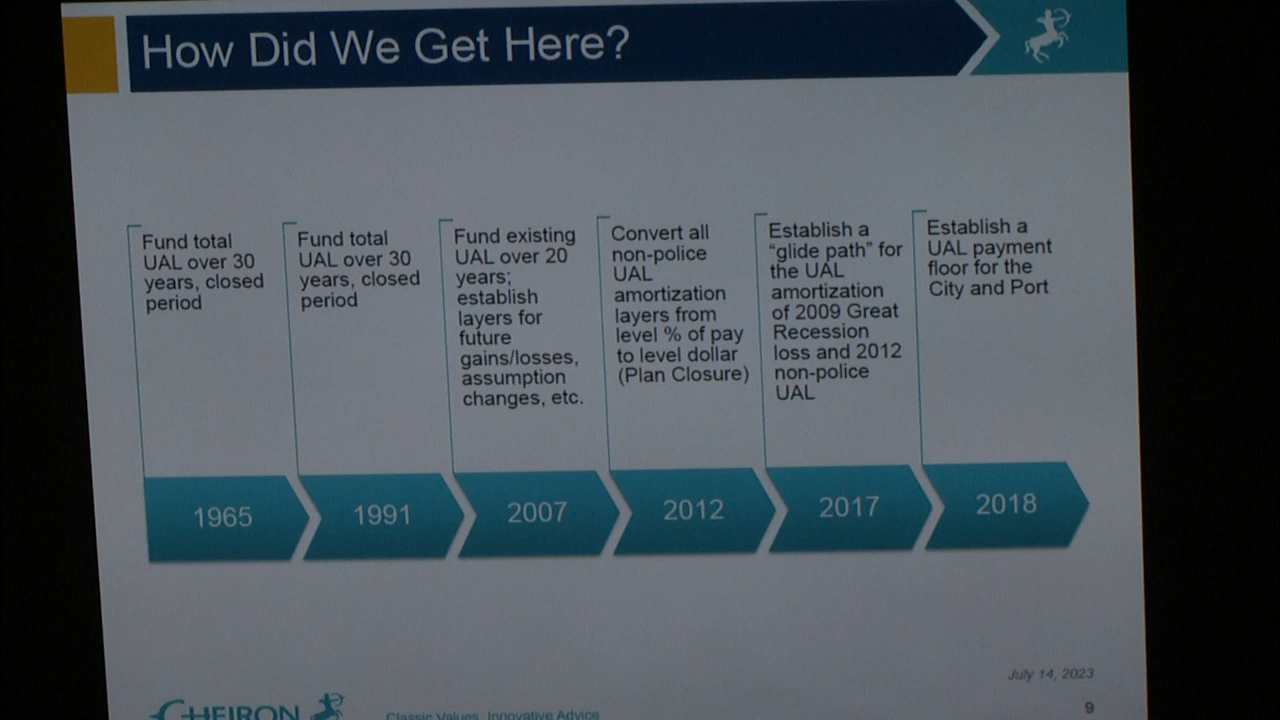 How Did We Get Here?
Fund total
UAL over 30
years, closed
period
Fund total
UAL over 30
years, closed
period
Fund existing
UAL over 20
years;
establish
layers for
future
gains/losses,
assumption
changes, etc.
Convert all
non-police
UAL
amortization
layers from
level % of pay
to level dollar
(Plan Closure)
Establish a
“glide path” for
the UAL
amortization
of 2009 Great
Recession
loss and 2012
non-police
UAL
Establish a
UAL payment
floor for the
City and Port
1965
1991
2007
2012
2017
2018
July 14, 2023
CHEIRON
Classic Values, Innovative Advice
9